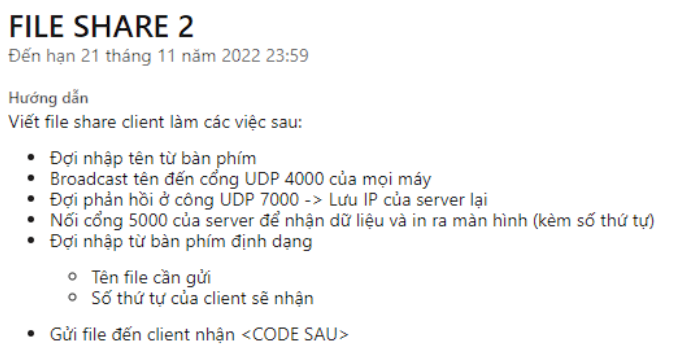 FILE SHARE 2
Đến hạn 21 tháng 11 năm 2022 23:59
Hướng dẫn
Viết file share client làm các việc sau:
• Đợi nhập tên từ bàn phím
• Broadcast tên đến cổng UDP 4000 của mọi máy
• Đợi phản hồi ở công UDP 7000 -> Lưu IP của server lại
• Nối cổng 5000 của server để nhận dữ liệu và in ra màn hình (kèm số thứ tự)
• Đợi nhập từ bàn phím định dạng
◦ Tên file cần gửi
◦ Số thứ tự của client sẽ nhận
• Gửi file đến client nhận <CODE SAU>